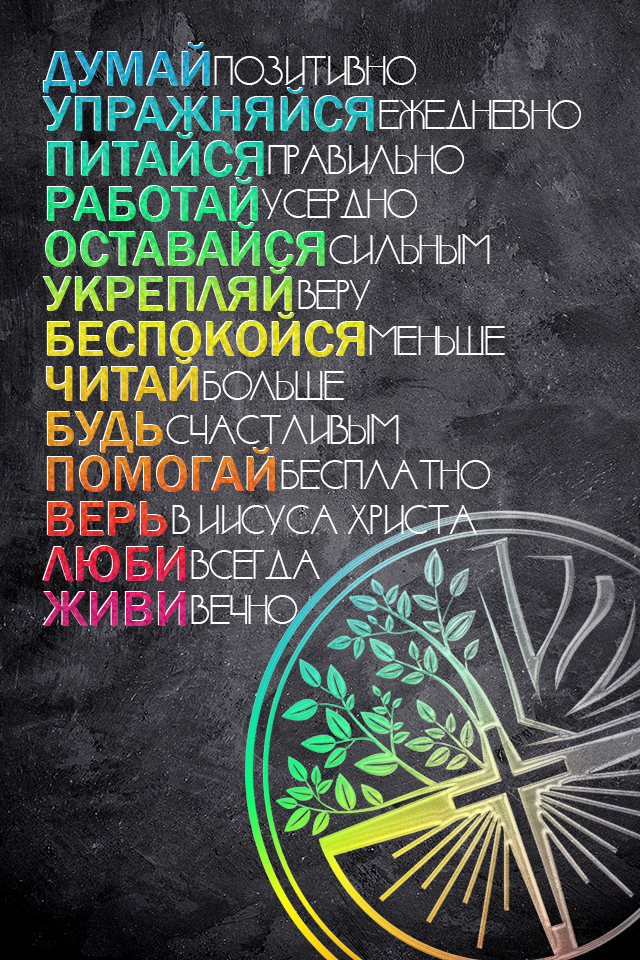 ДУМАЙ ПОЗИТИВНО
УПРАЖНЯЙСЯ ЕЖЕДНЕВНО
ПИТАЙСЯ ПРАВИЛЬНО
РАБОТАЙ УСЕРДНО
ОСТАВАЙСЯ СИЛЬНЫМ
УКРЕПЛЯЙ ВЕРУ
БЕСПОКОЙСЯ МЕНЬШЕ
ЧИТАЙ БОЛЬШЕ
БУДЬ СЧАСТЛИВЫМ
ПОМОГАЙ БЕСПЛАТНО
ВЕРЬ В ИИСУСА ХРИСТА
ЛЮБИ ВСЕГДА
ЖИВИ ВЕЧНО